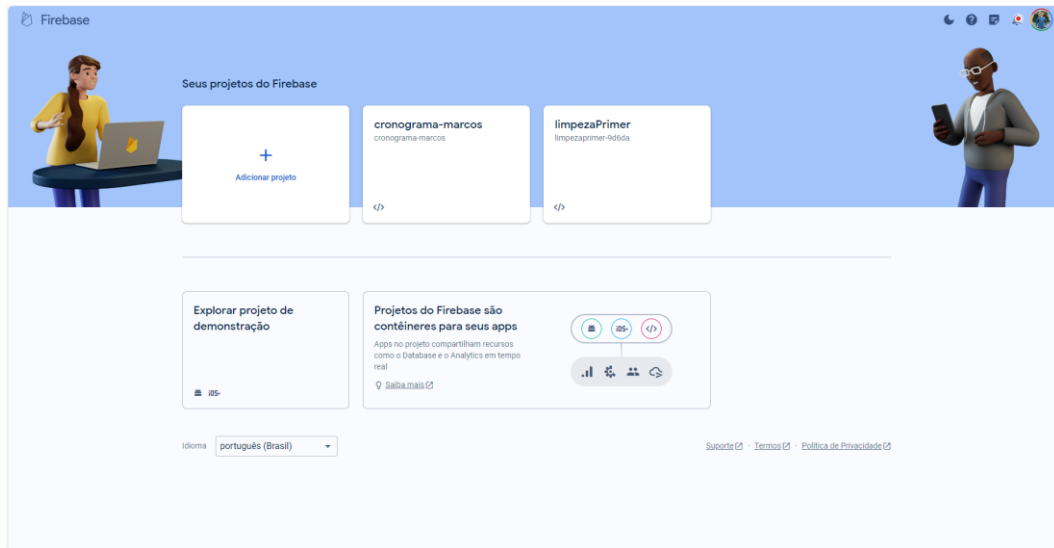 Firebase
Seus projetos do Firebase
Adicionar projeto
cronograma-marcos
cronograma-marcos
limpezaPrimer
limpezaprimer-9d6da
Explorar projeto de
demonstração
iOS+
Projetos do Firebase são
contêineres para seus apps
Apps no projeto compartilham recursos
como o Database e o Analytics em tempo
real
Saiba mais
iOS+
Idioma português (Brasil)
Suporte · Termos · Política de Privacidade